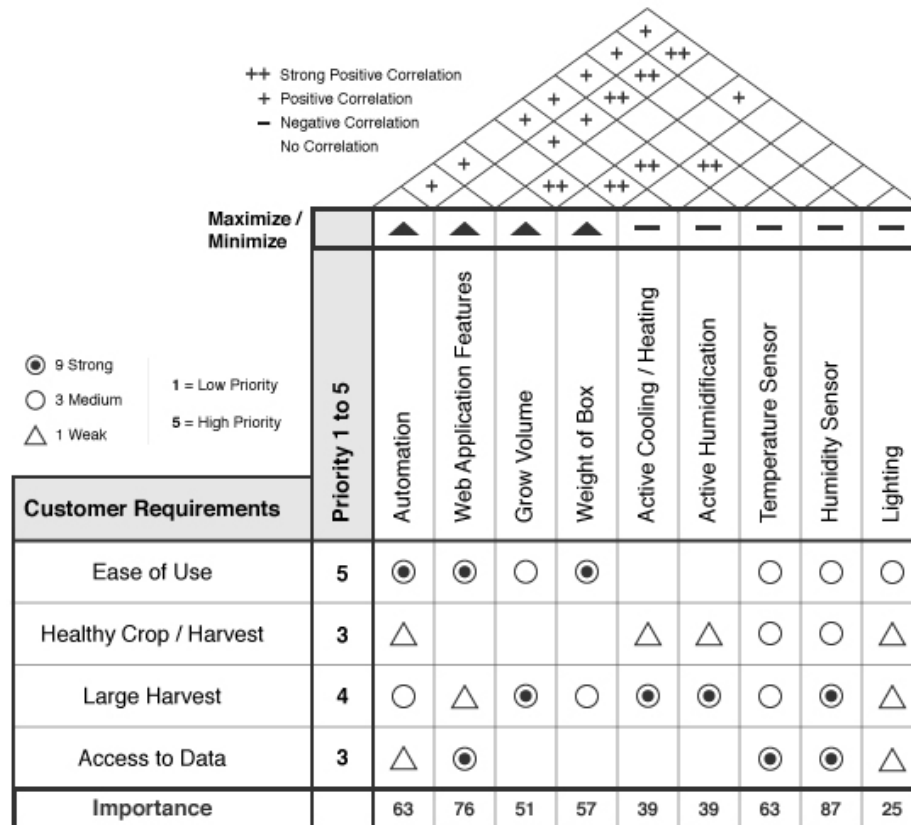 ++ Strong Positive Correlation
+ Positive Correlation
− Negative Correlation
No Correlation
Maximize /
Minimize
9 Strong
3 Medium
1 Weak
1 = Low Priority
5 = High Priority
Priority 1 to 5
Automation
Web Application Features
Grow Volume
Weight of Box
Active Cooling / Heating
Active Humidification
Temperature Sensor
Humidity Sensor
Lighting
Customer Requirements
Ease of Use 5
Healthy Crop / Harvest 3
Large Harvest 4
Access to Data 3
Importance 63 76 51 57 39 39 63 87 25